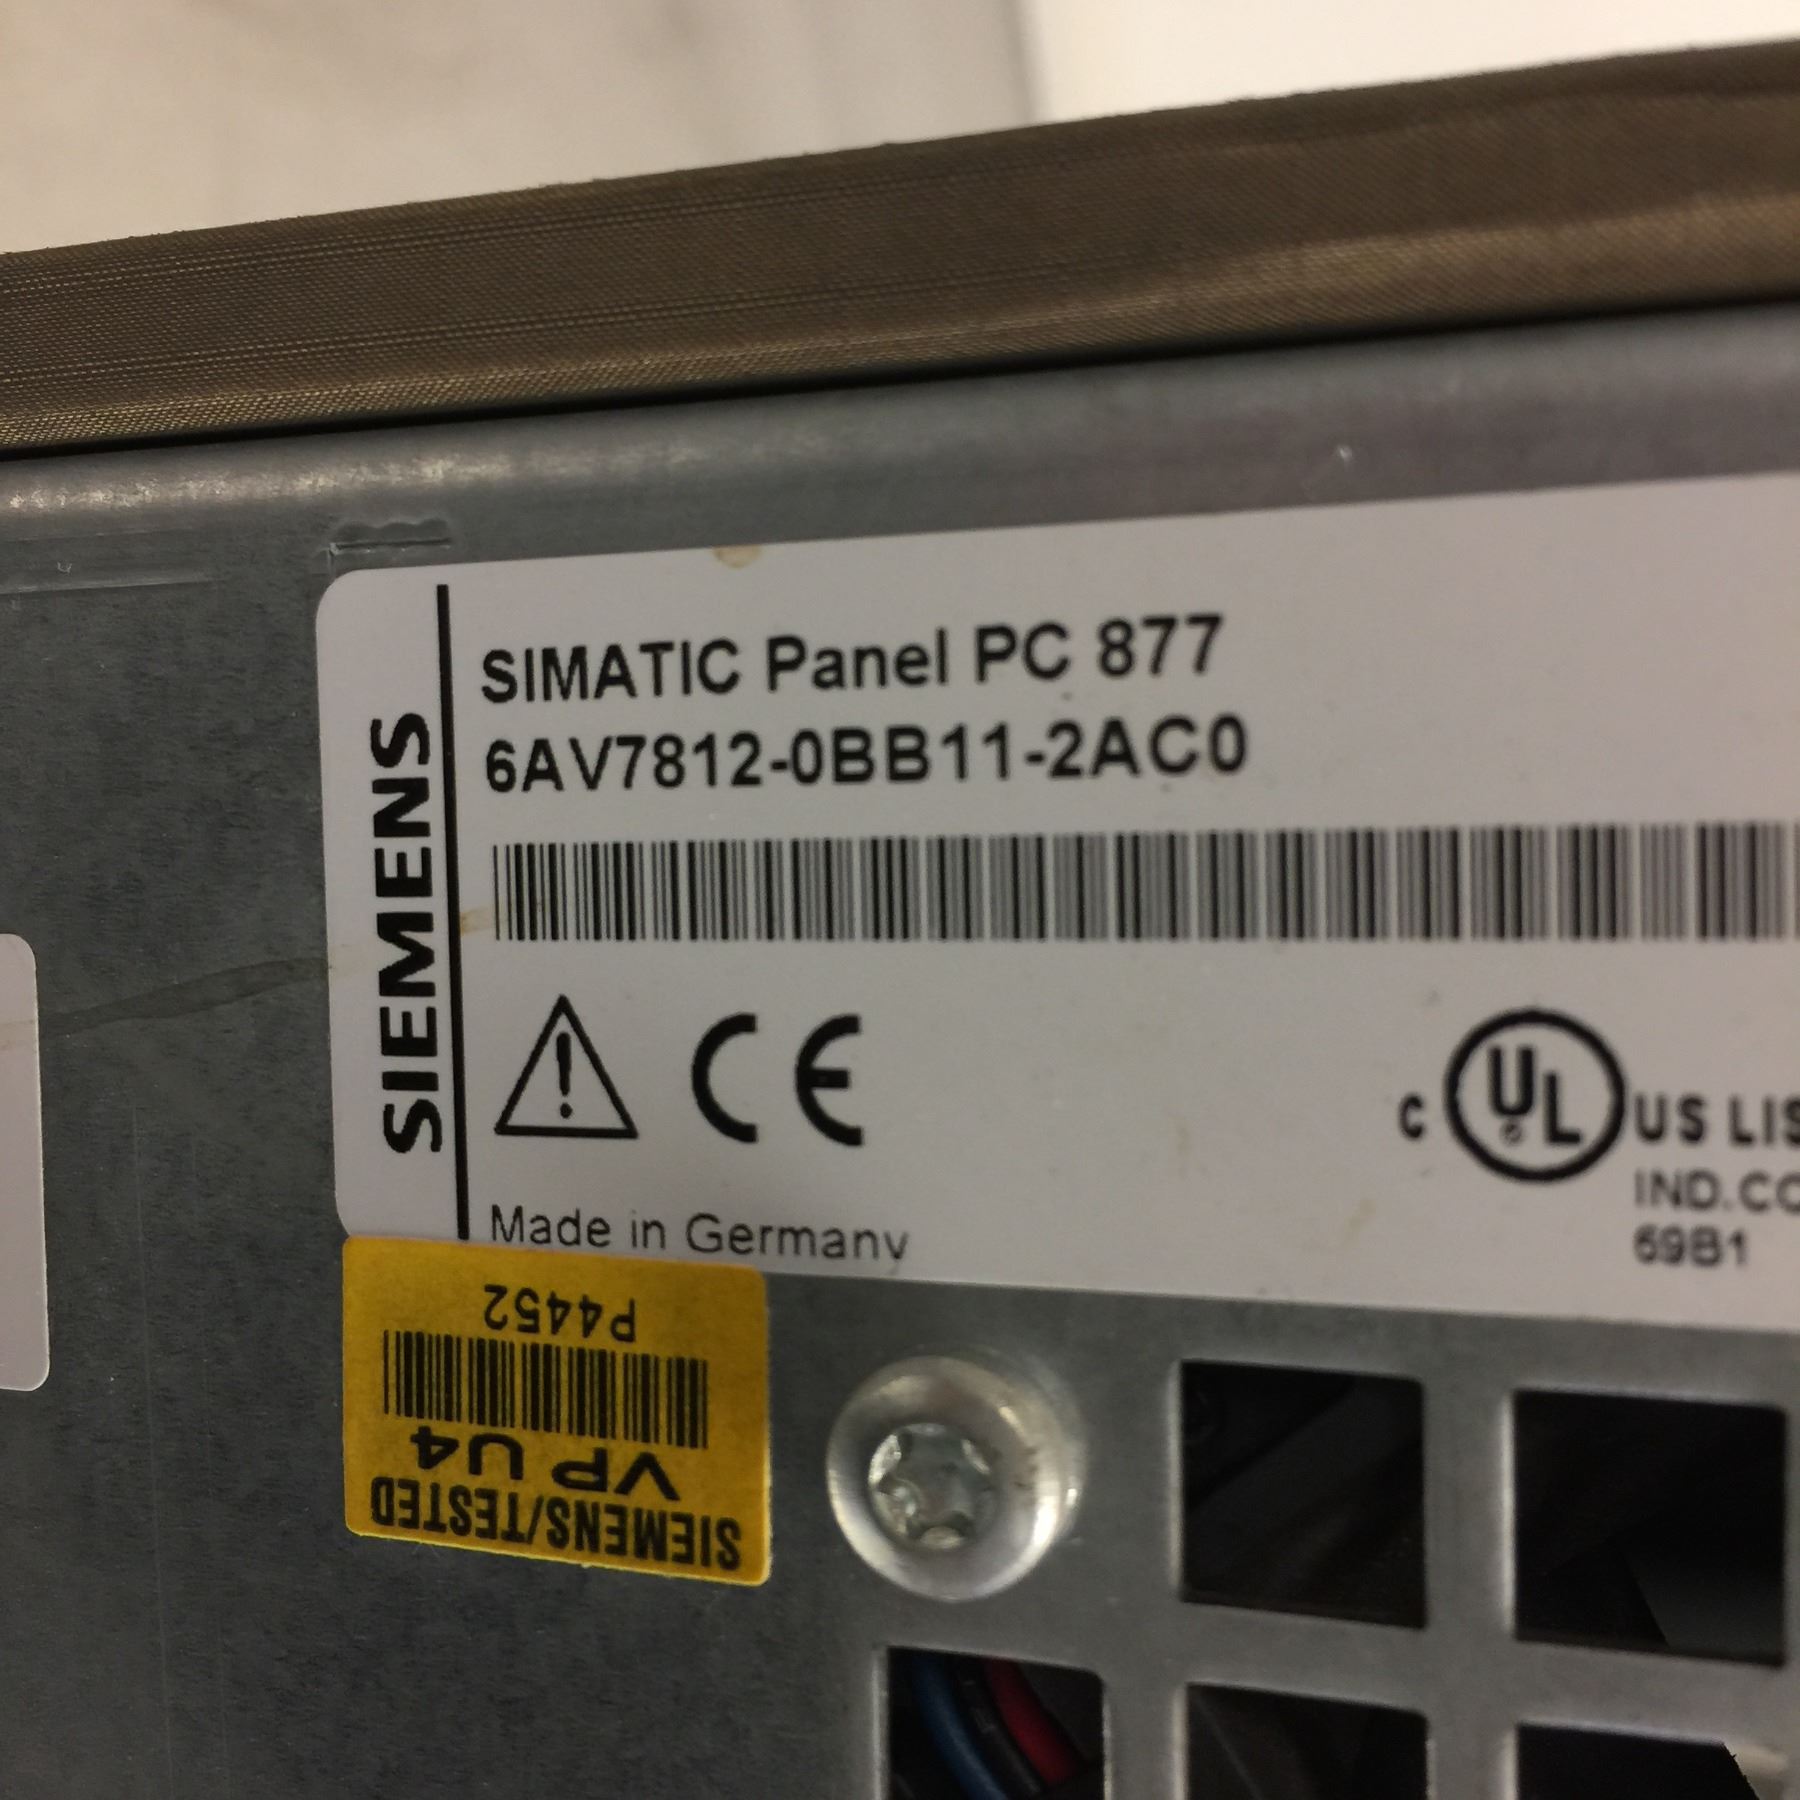 SIEMENS
SIMATIC Panel PC 877
6AV7812-0BB11-2AC0
CE
c UL US LIS
IND.CO
69B1
Made in Germany
SIEMENS/TESTED
VP U4
P4452